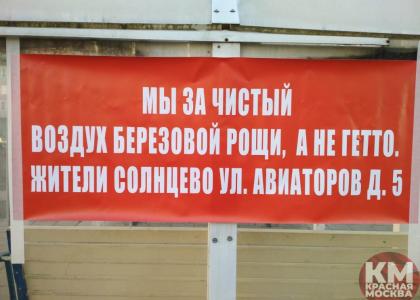 МЫ ЗА ЧИСТЫЙ
ВОЗДУХ БЕРЕЗОВОЙ РОЩИ, А НЕ ГЕТТО.
ЖИТЕЛИ СОЛНЦЕВО УЛ. АВИАТОРОВ Д. 5
КМ
КРАСНАЯ
МОСКВА